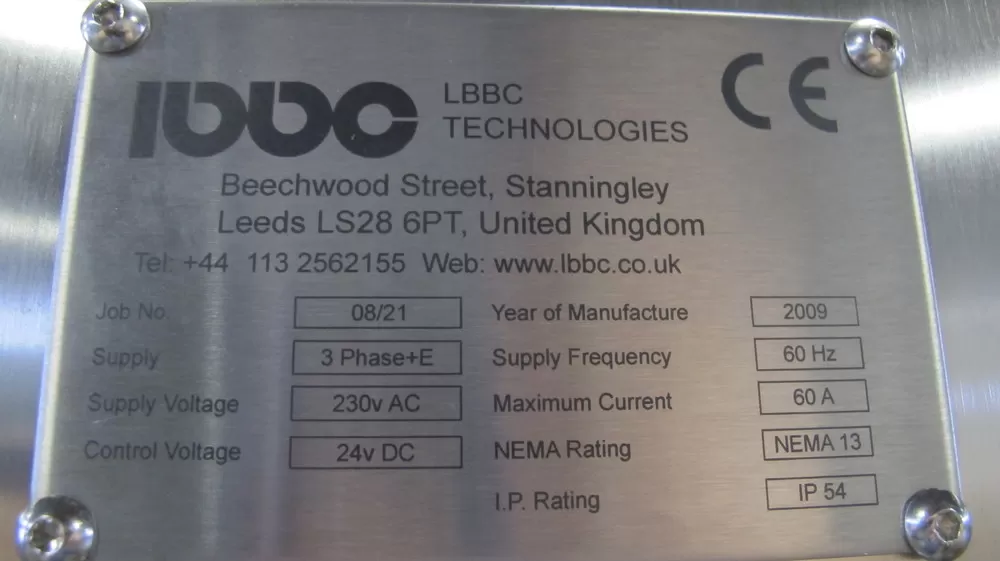 lbbc LBBC
TECHNOLOGIES
CE
Beechwood Street, Stanningley
Leeds LS28 6PT, United Kingdom
Tel: +44 113 2562155 Web: www.lbbc.co.uk
Job No. 08/21 Year of Manufacture 2009
Supply 3 Phase+E Supply Frequency 60 Hz
Supply Voltage 230v AC Maximum Current 60 A
Control Voltage 24v DC NEMA Rating NEMA 13
I.P. Rating IP 54